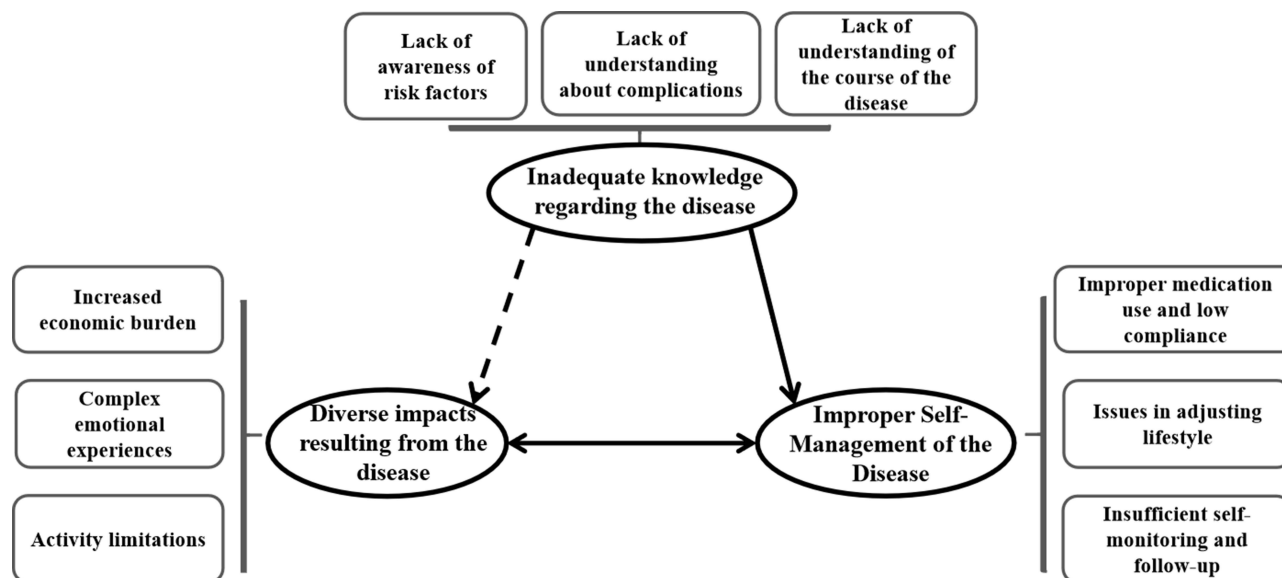 Lack of
awareness of
risk factors
Lack of
understanding
about complications
Lack of
understanding of
the course of the
disease
Inadequate knowledge
regarding the disease
Increased
economic burden
Complex
emotional
experiences
Activity limitations
Diverse impacts
resulting from the
disease
Improper Self-
Management of the
Disease
Improper medication
use and low
compliance
Issues in adjusting
lifestyle
Insufficient self-
monitoring and
follow-up